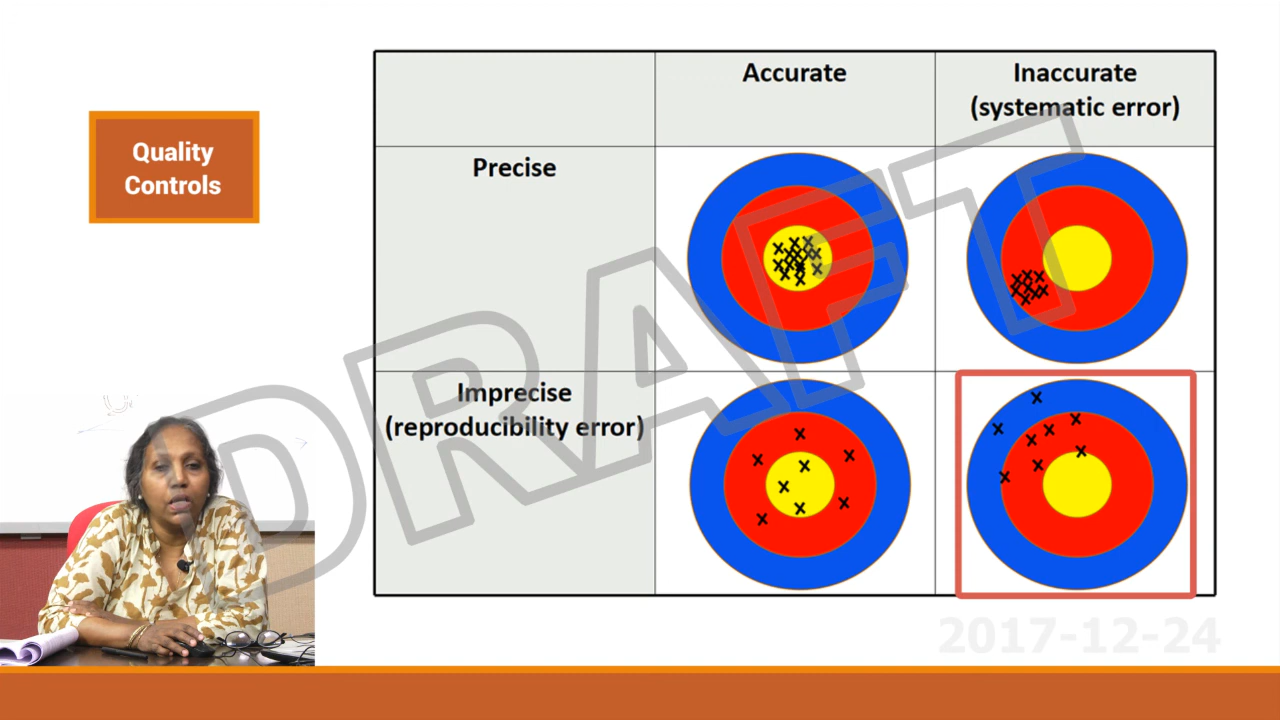 Quality
Controls
Accurate
Inaccurate
(systematic error)
Precise
Imprecise
(reproducibility error)
DRAFT
2017-12-24